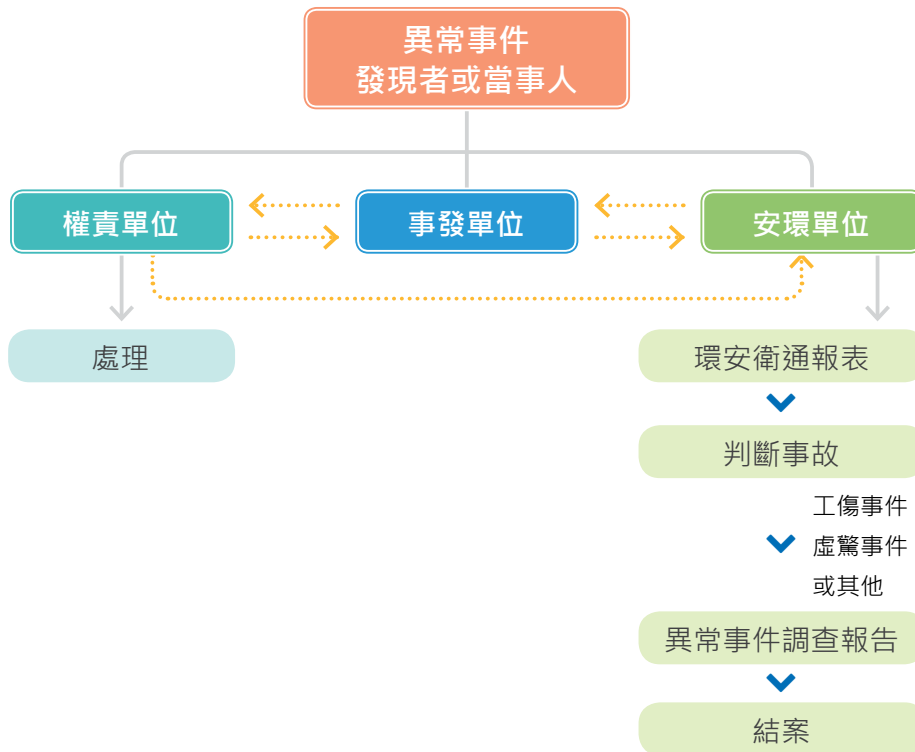 異常事件
發現者或當事人
權責單位
事發單位
安環單位
處理
環安衛通報表
判斷事故
工傷事件
虛驚事件
或其他
異常事件調查報告
結案